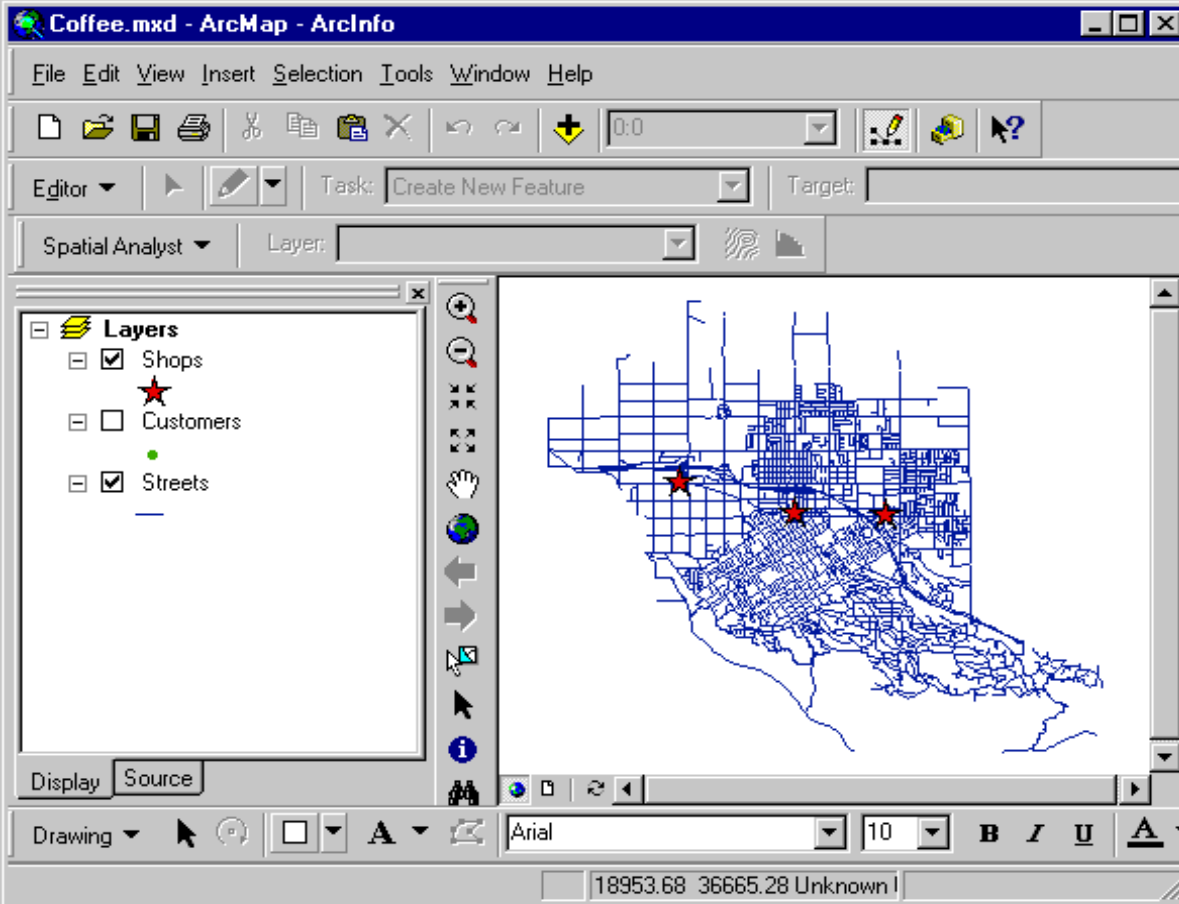 Coffee.mxd - ArcMap - ArcInfo
File Edit View Insert Selection Tools Window Help
0:0
Editor Task: Create New Feature Target:
Spatial Analyst Layer:
Layers
Shops
Customers
Streets
Display Source
Drawing A Arial 10 B I U A
18953.68 36665.28 Unknown